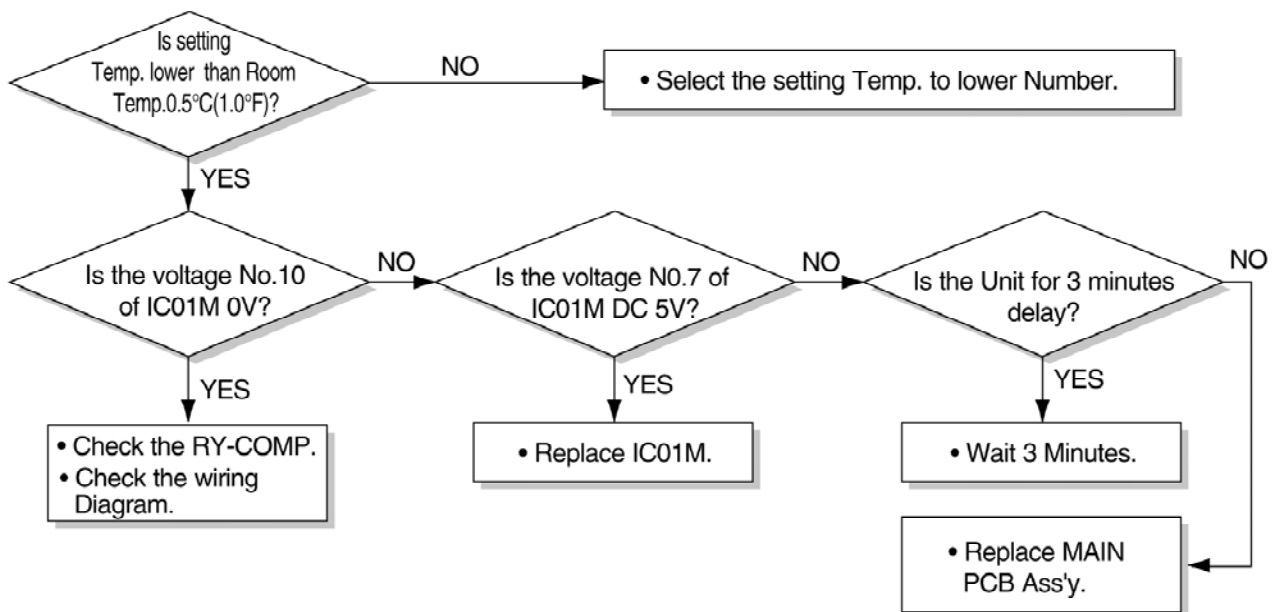 Is setting
Temp. lower than Room
Temp.0.5°C(1.0°F)?
NO
• Select the setting Temp. to lower Number.
YES
Is the voltage No.10
of IC01M 0V?
NO
Is the voltage N0.7 of
IC01M DC 5V?
NO
Is the Unit for 3 minutes
delay?
NO
YES
• Check the RY-COMP.
• Check the wiring
Diagram.
YES
• Replace IC01M.
YES
• Wait 3 Minutes.
• Replace MAIN
PCB Ass'y.